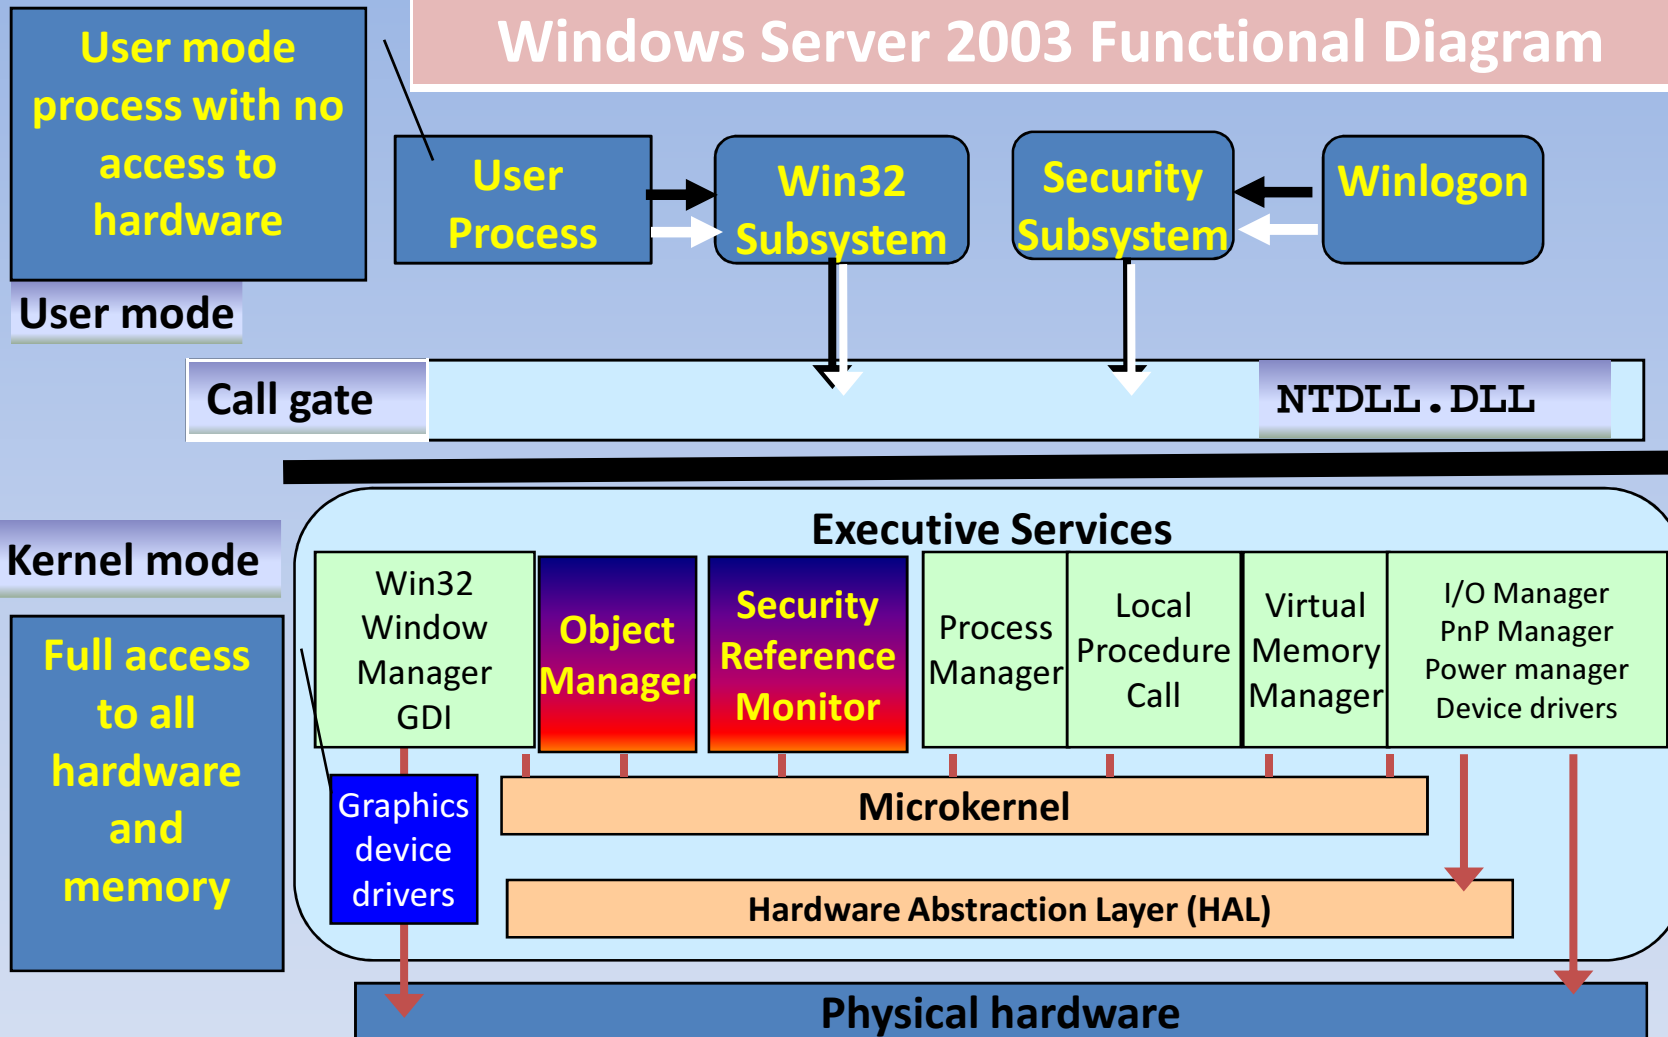 Windows Server 2003 Functional Diagram
User mode
process with no
access to
hardware
User
Process
Win32
Subsystem
Security
Subsystem
Winlogon
User mode
Call gate
NTDLL.DLL
Executive Services
Kernel mode
Full access
to all
hardware
and
memory
Win32
Window
Manager
GDI
Object
Manager
Security
Reference
Monitor
Process
Manager
Local
Procedure
Call
Virtual
Memory
Manager
I/O Manager
PnP Manager
Power manager
Device drivers
Graphics
device
drivers
Microkernel
Hardware Abstraction Layer (HAL)
Physical hardware